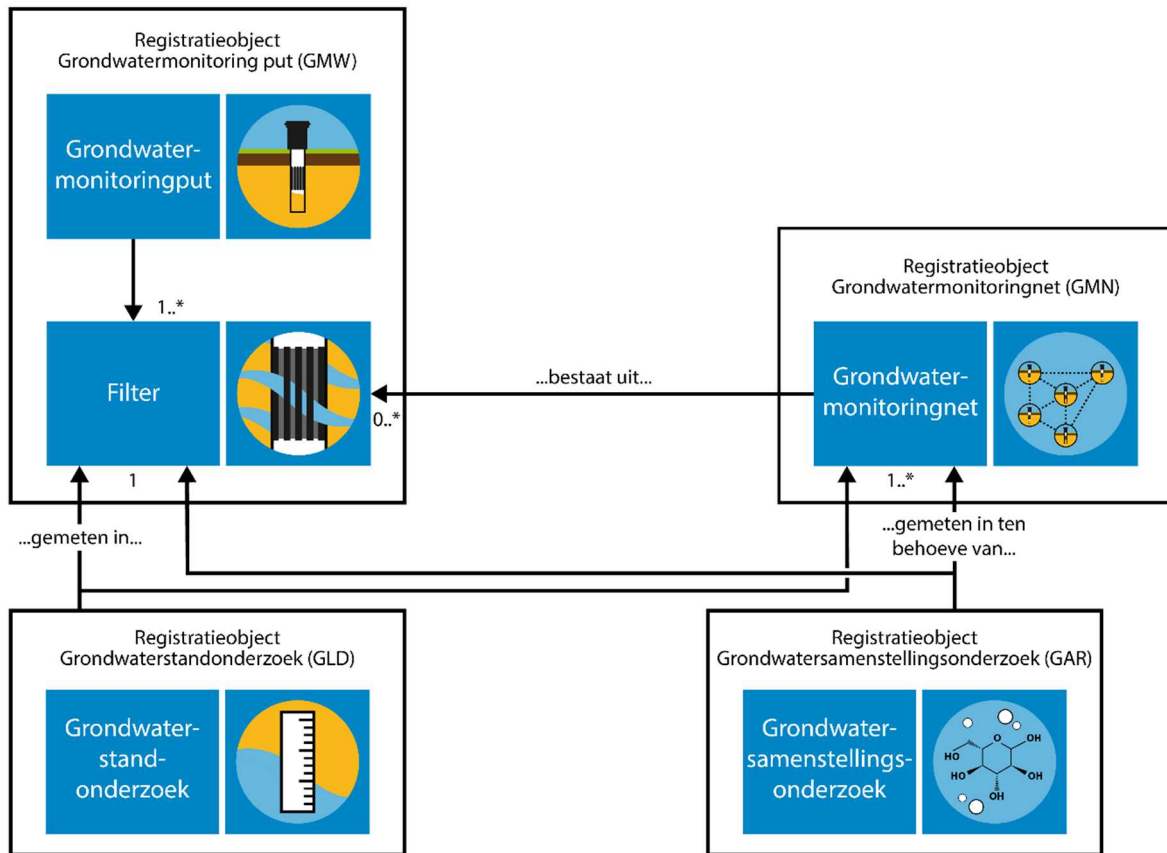 Registratieobject
Grondwatermonitoring put (GMW)
Grondwater-
monitoringput
1..*
Filter
0..*
1
...bestaat uit...
Registratieobject
Grondwatermonitoringnet (GMN)
Grondwater-
monitoringnet
1..*
...gemeten in...
...gemeten in ten
behoeve van...
Registratieobject
Grondwaterstandonderzoek (GLD)
Grondwater-
stand-
onderzoek
Registratieobject
Grondwatersamenstellingsonderzoek (GAR)
Grondwater-
samenstellings-
onderzoek
HO
O
OH
HO
OH
OH